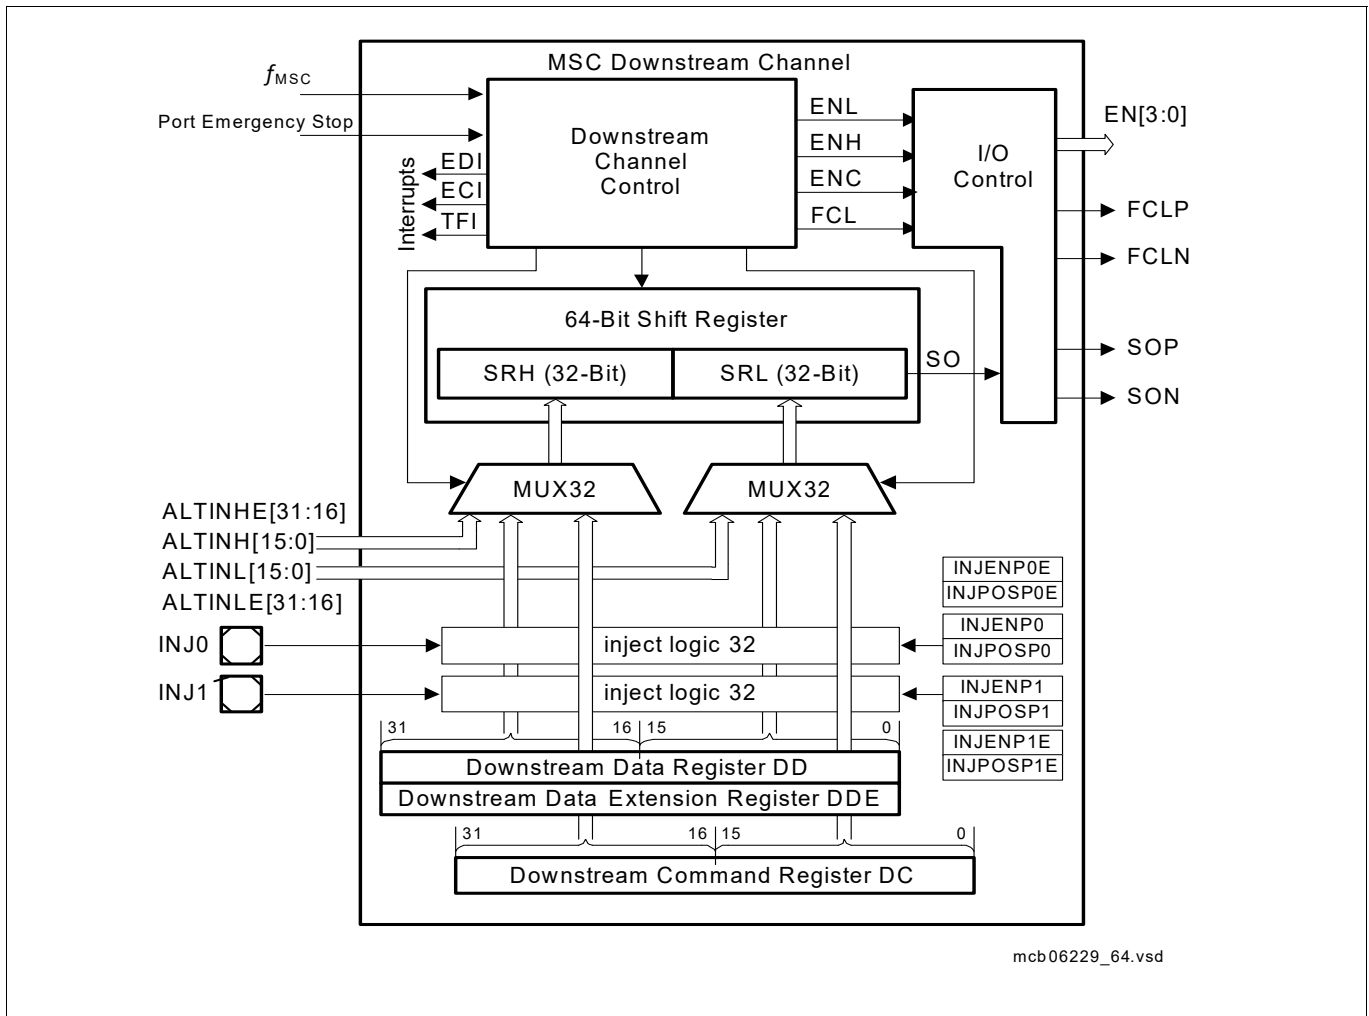 MSC Downstream Channel
fMSC
Port Emergency Stop
Downstream
Channel
Control
Interrupts
EDI
ECI
TFI
ENL
ENH
ENC
FCL
I/O
Control
EN[3:0]
FCLP
FCLN
SOP
SON
64-Bit Shift Register
SRH (32-Bit)
SRL (32-Bit)
SO
MUX32
MUX32
ALTINHE[31:16]
ALTINH[15:0]
ALTINL[15:0]
ALTINLE[31:16]
INJ0
INJ1
inject logic 32
inject logic 32
INJENP0E
INJPOSP0E
INJENP0
INJPOSP0
INJENP1
INJPOSP1
INJENP1E
INJPOSP1E
31 16 15 0
Downstream Data Register DD
Downstream Data Extension Register DDE
31 16 15 0
Downstream Command Register DC
mcb06229_64.vsd